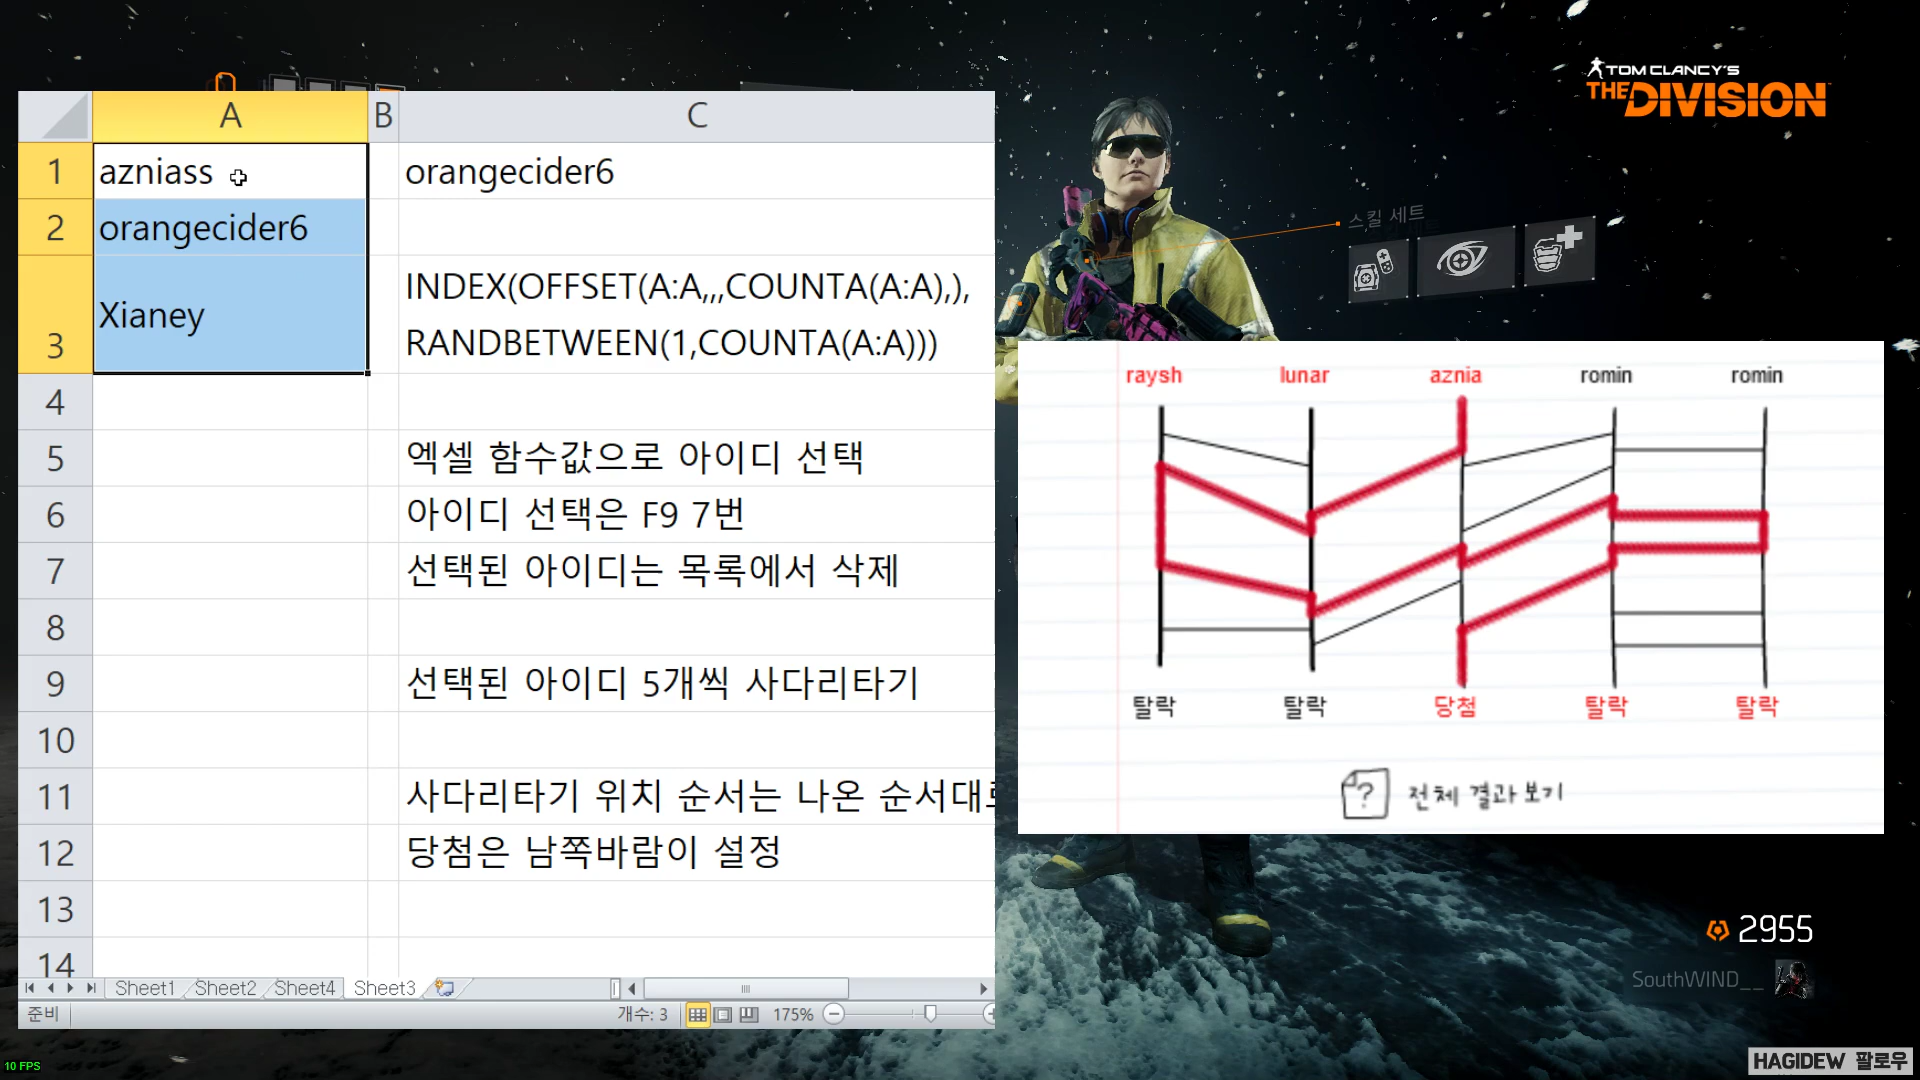 TOM CLANCY'S
THE DIVISION
A B C
1 azniass orangecider6
2 orangecider6
3 Xianey INDEX(OFFSET(A:A,,,COUNTA(A:A),),
RANDBETWEEN(1,COUNTA(A:A)))
4
5 엑셀 함수값으로 아이디 선택
6 아이디 선택은 F9 7번
7 선택된 아이디는 목록에서 삭제
8
9 선택된 아이디 5개씩 사다리타기
10
11 사다리타기 위치 순서는 나온 순서대로
12 당첨은 남쪽바람이 설정
13
14
Sheet1 Sheet2 Sheet4 Sheet3
준비 개수: 3 175%
스킬 세트
raysh lunar aznia romin romin
탈락 탈락 당첨 탈락 탈락
? 전체 결과 보기
2955
SouthWIND__
10 FPS
HAGIDEW 팔로우